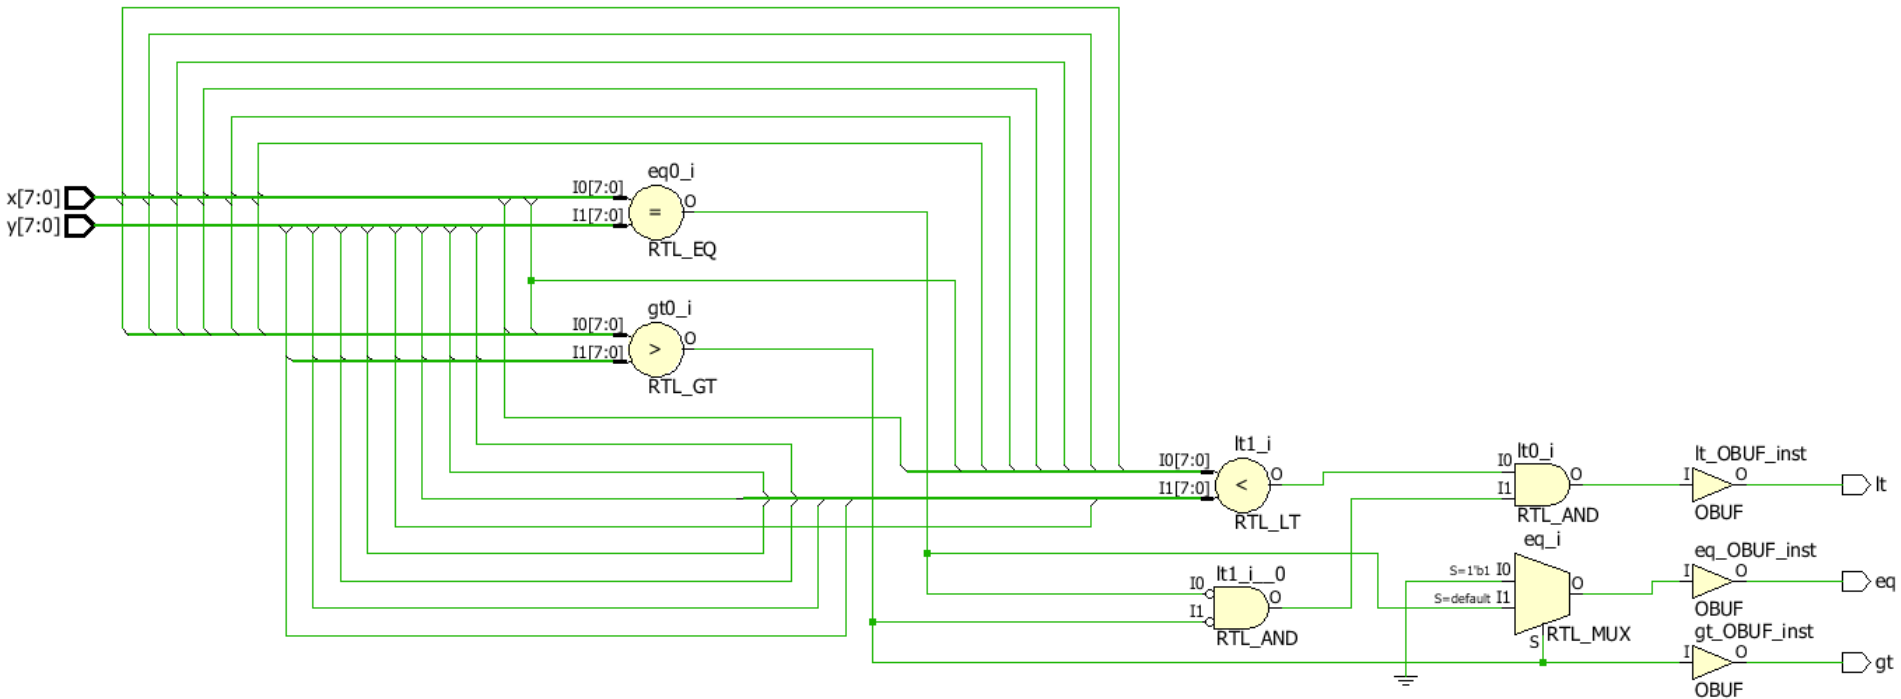 x[7:0]
y[7:0]
eq0_i
I0[7:0]
I1[7:0]
=
O
RTL_EQ
gt0_i
I0[7:0]
I1[7:0]
>
O
RTL_GT
lt1_i
I0[7:0]
I1[7:0]
<
O
RTL_LT
lt1_i__0
I0
I1
O
RTL_AND
lt0_i
I0
I1
O
RTL_AND
eq_i
S=1'b1 I0
S=default I1
O
S
RTL_MUX
lt_OBUF_inst
I
O
OBUF
lt
eq_OBUF_inst
I
O
OBUF
eq
gt_OBUF_inst
I
O
OBUF
gt